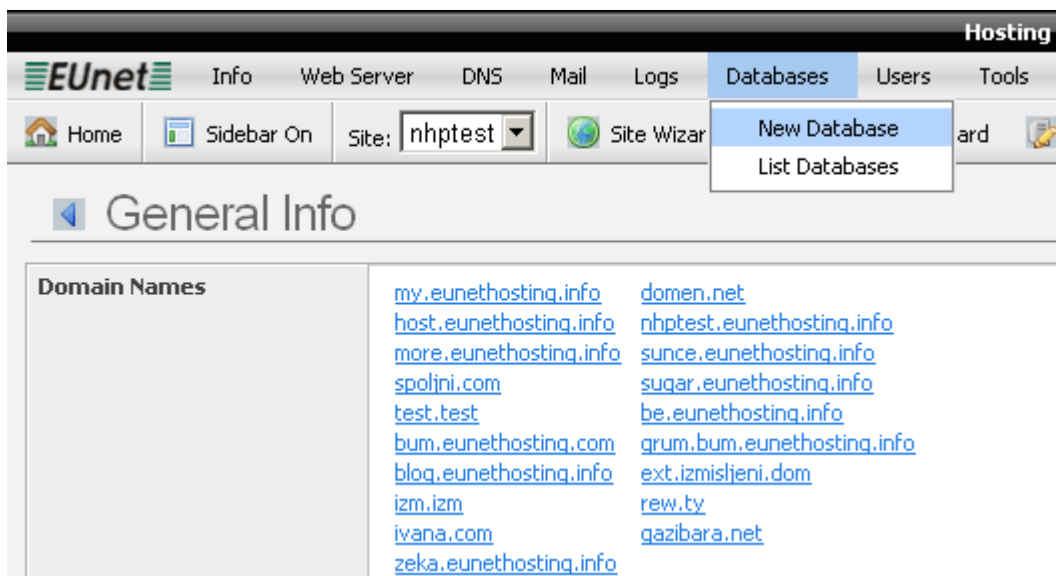 Hosting
EUnet Info Web Server DNS Mail Logs Databases Users Tools
Home Sidebar On Site: nhptest Site Wizar ard
New Database
List Databases
General Info
Domain Names
my.eunethosting.info domen.net
host.eunethosting.info nhptest.eunethosting.info
more.eunethosting.info sunce.eunethosting.info
spoljni.com sugar.eunethosting.info
test.test be.eunethosting.info
bum.eunethosting.com grum.bum.eunethosting.info
blog.eunethosting.info ext.izmisljeni.dom
izm.izm rew.ty
ivana.com gazibara.net
zeka.eunethosting.info